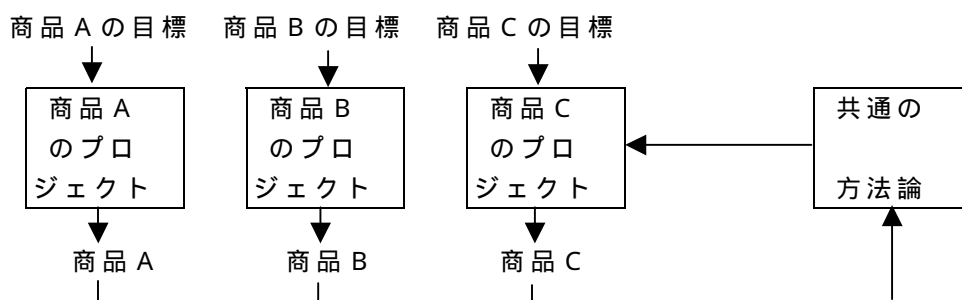 商品Aの目標 商品Bの目標 商品Cの目標
商品A
のプロ
ジェクト
商品B
のプロ
ジェクト
商品C
のプロ
ジェクト
共通の
方法論
商品A 商品B 商品C